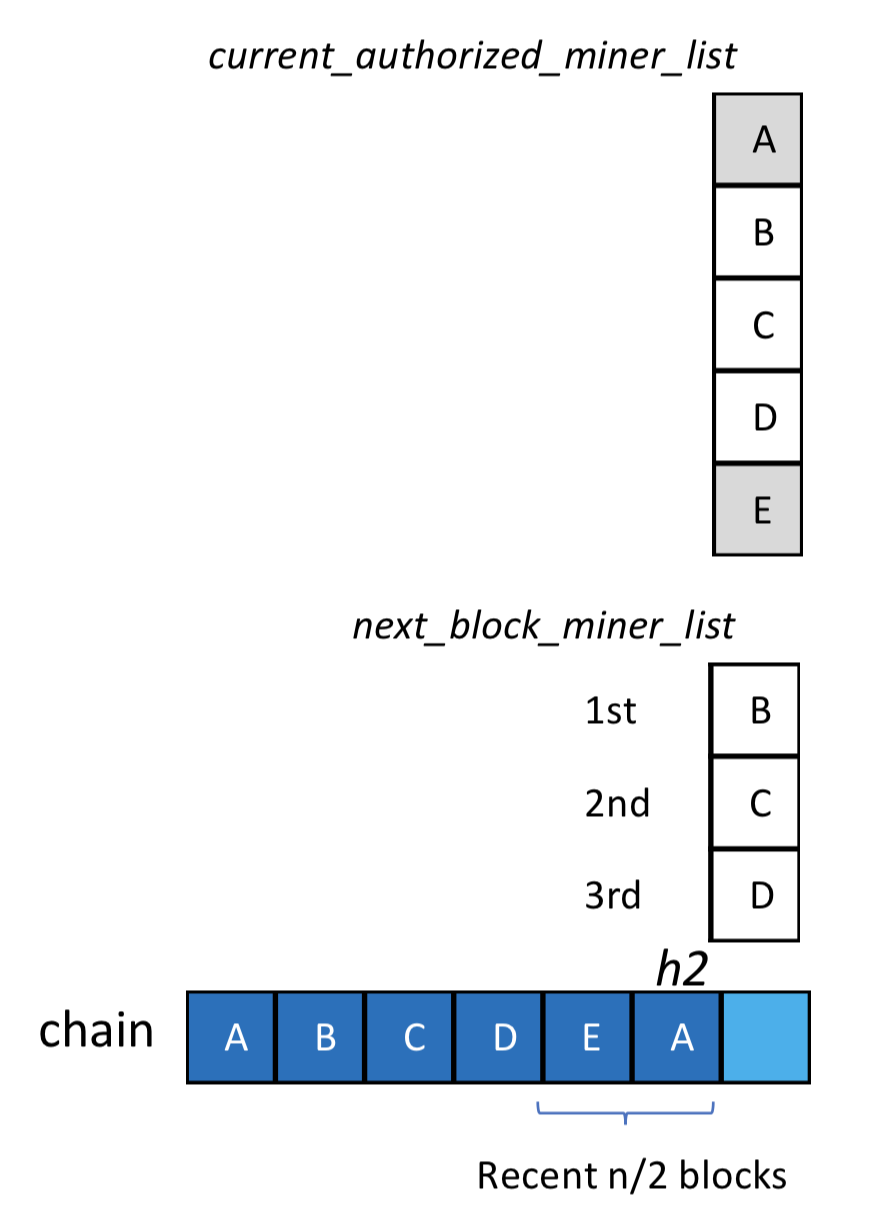 current_authorized_miner_list
A
B
C
D
E
next_block_miner_list
1st B
2nd C
3rd D
h2
chain A B C D E A
Recent n/2 blocks